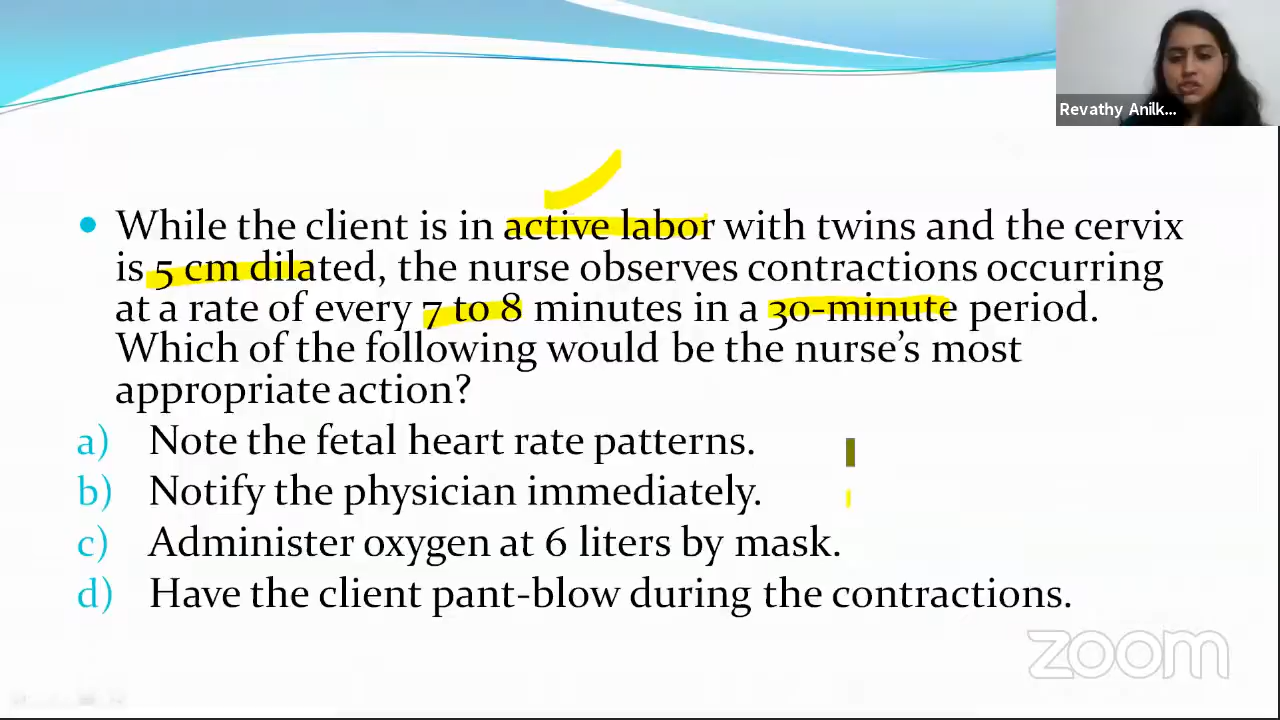 Revathy Anilk...
• While the client is in active labor with twins and the cervix
is 5 cm dilated, the nurse observes contractions occurring
at a rate of every 7 to 8 minutes in a 30-minute period.
Which of the following would be the nurse's most
appropriate action?
a) Note the fetal heart rate patterns.
b) Notify the physician immediately.
c) Administer oxygen at 6 liters by mask.
d) Have the client pant-blow during the contractions.
zoom